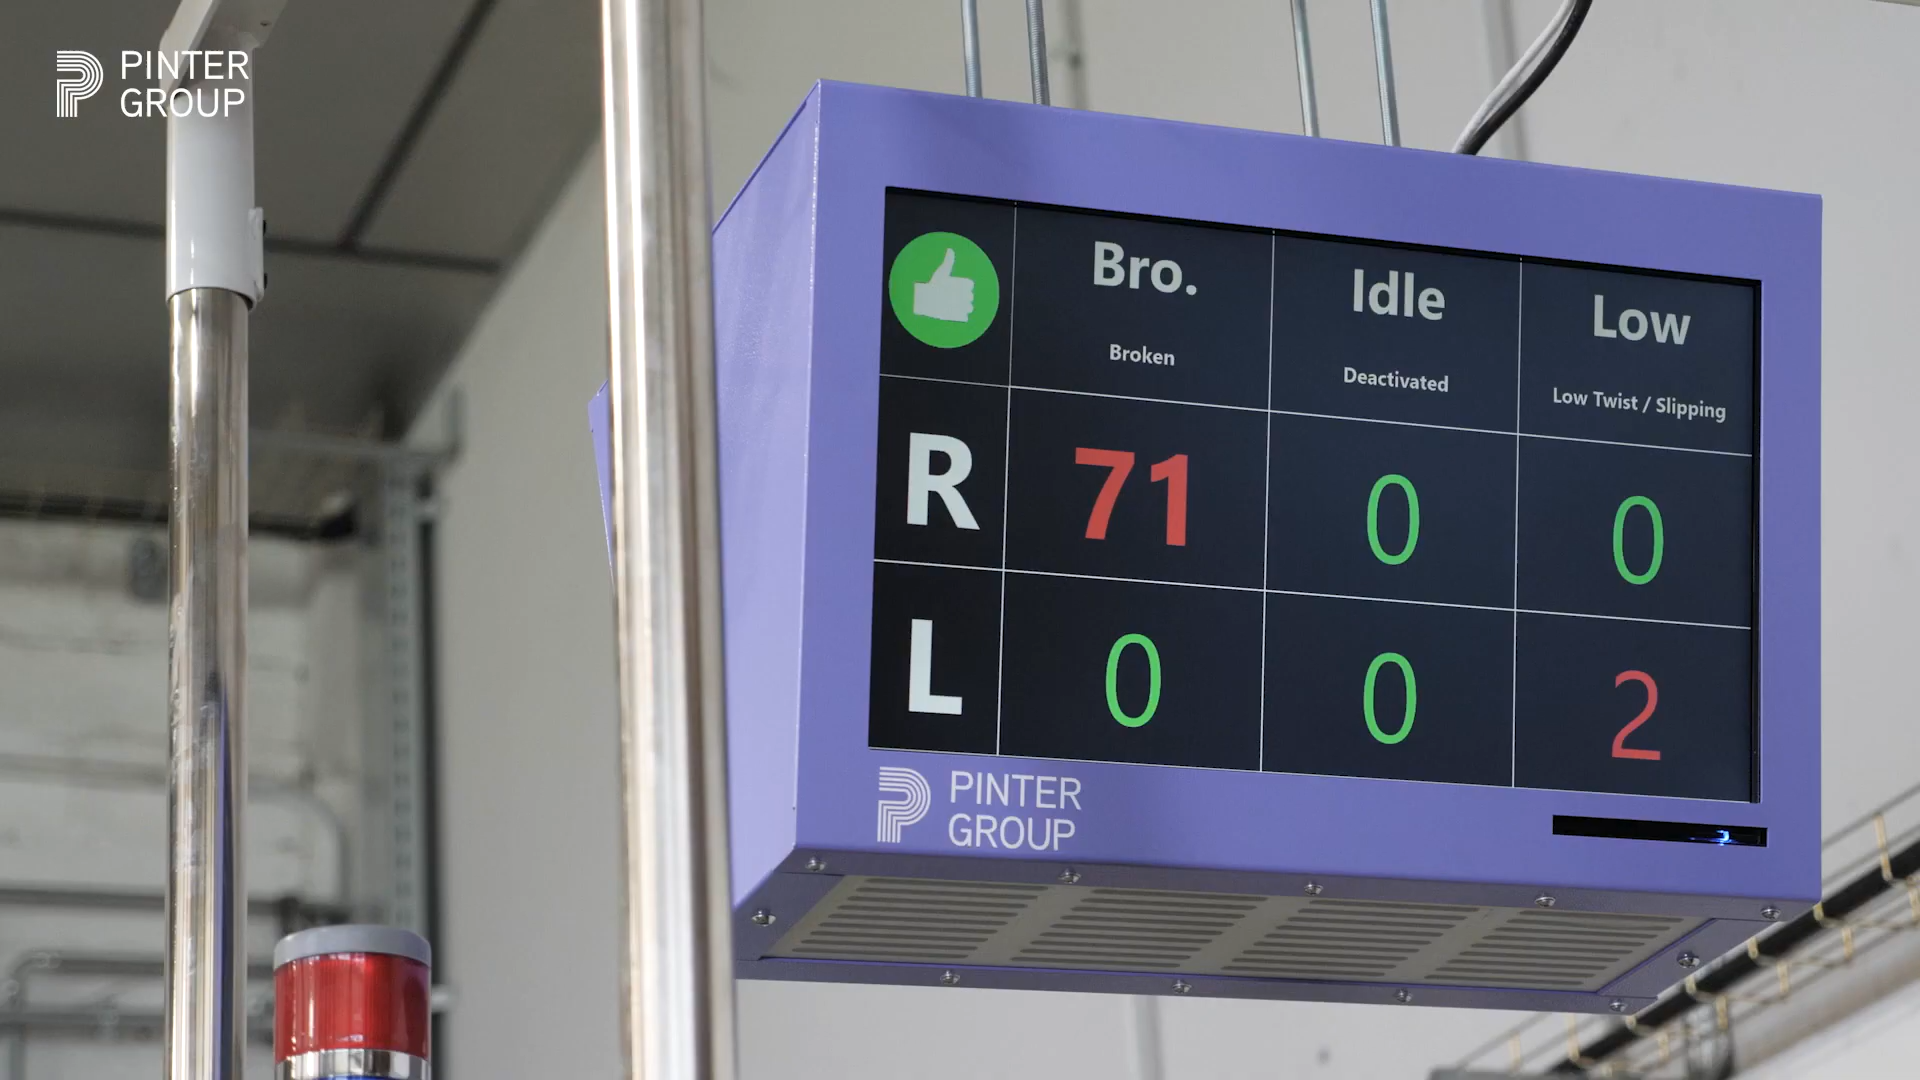 PINTER
GROUP
Bro. Idle Low
Broken Deactivated Low Twist / Slipping
R 71 0 0
L 0 0 2
PINTER
GROUP